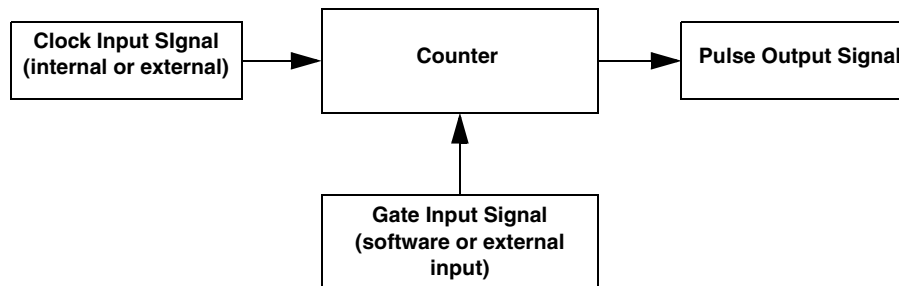 Clock Input SIgnal
(internal or external)
Counter
Pulse Output Signal
Gate Input Signal
(software or external
input)